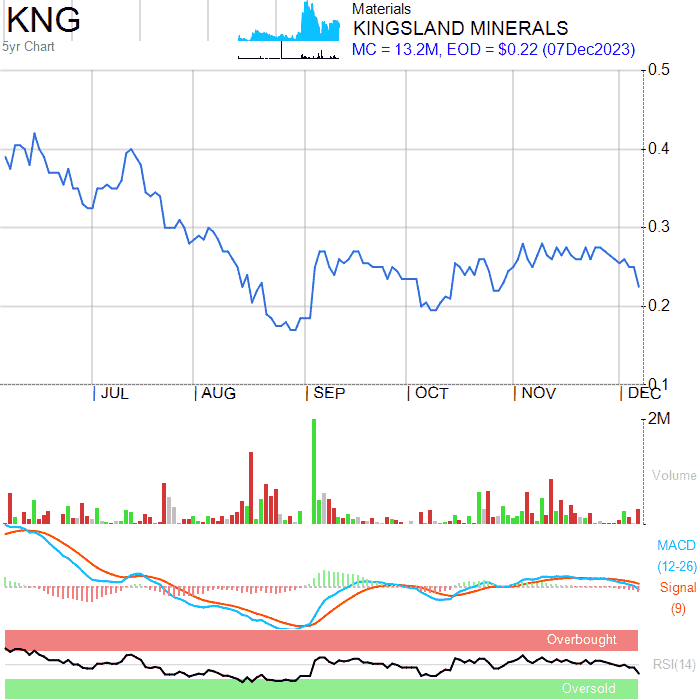 KNG
5yr Chart
Materials
KINGSLAND MINERALS
MC = 13.2M, EOD = $0.22 (07Dec2023)
0.5
0.4
0.3
0.2
0.1
JUL
AUG
SEP
OCT
NOV
DEC
2M
Volume
MACD
(12-26)
Signal
(9)
Overbought
RSI(14)
Oversold